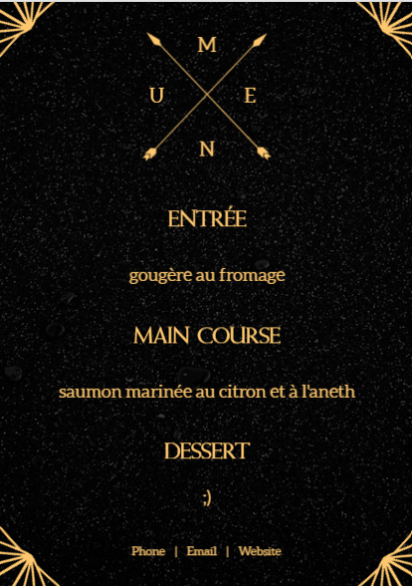 M
E
N
U
ENTRÉE
gougère au fromage
MAIN COURSE
saumon marinée au citron et à l'aneth
DESSERT
;)
Phone | Email | Website